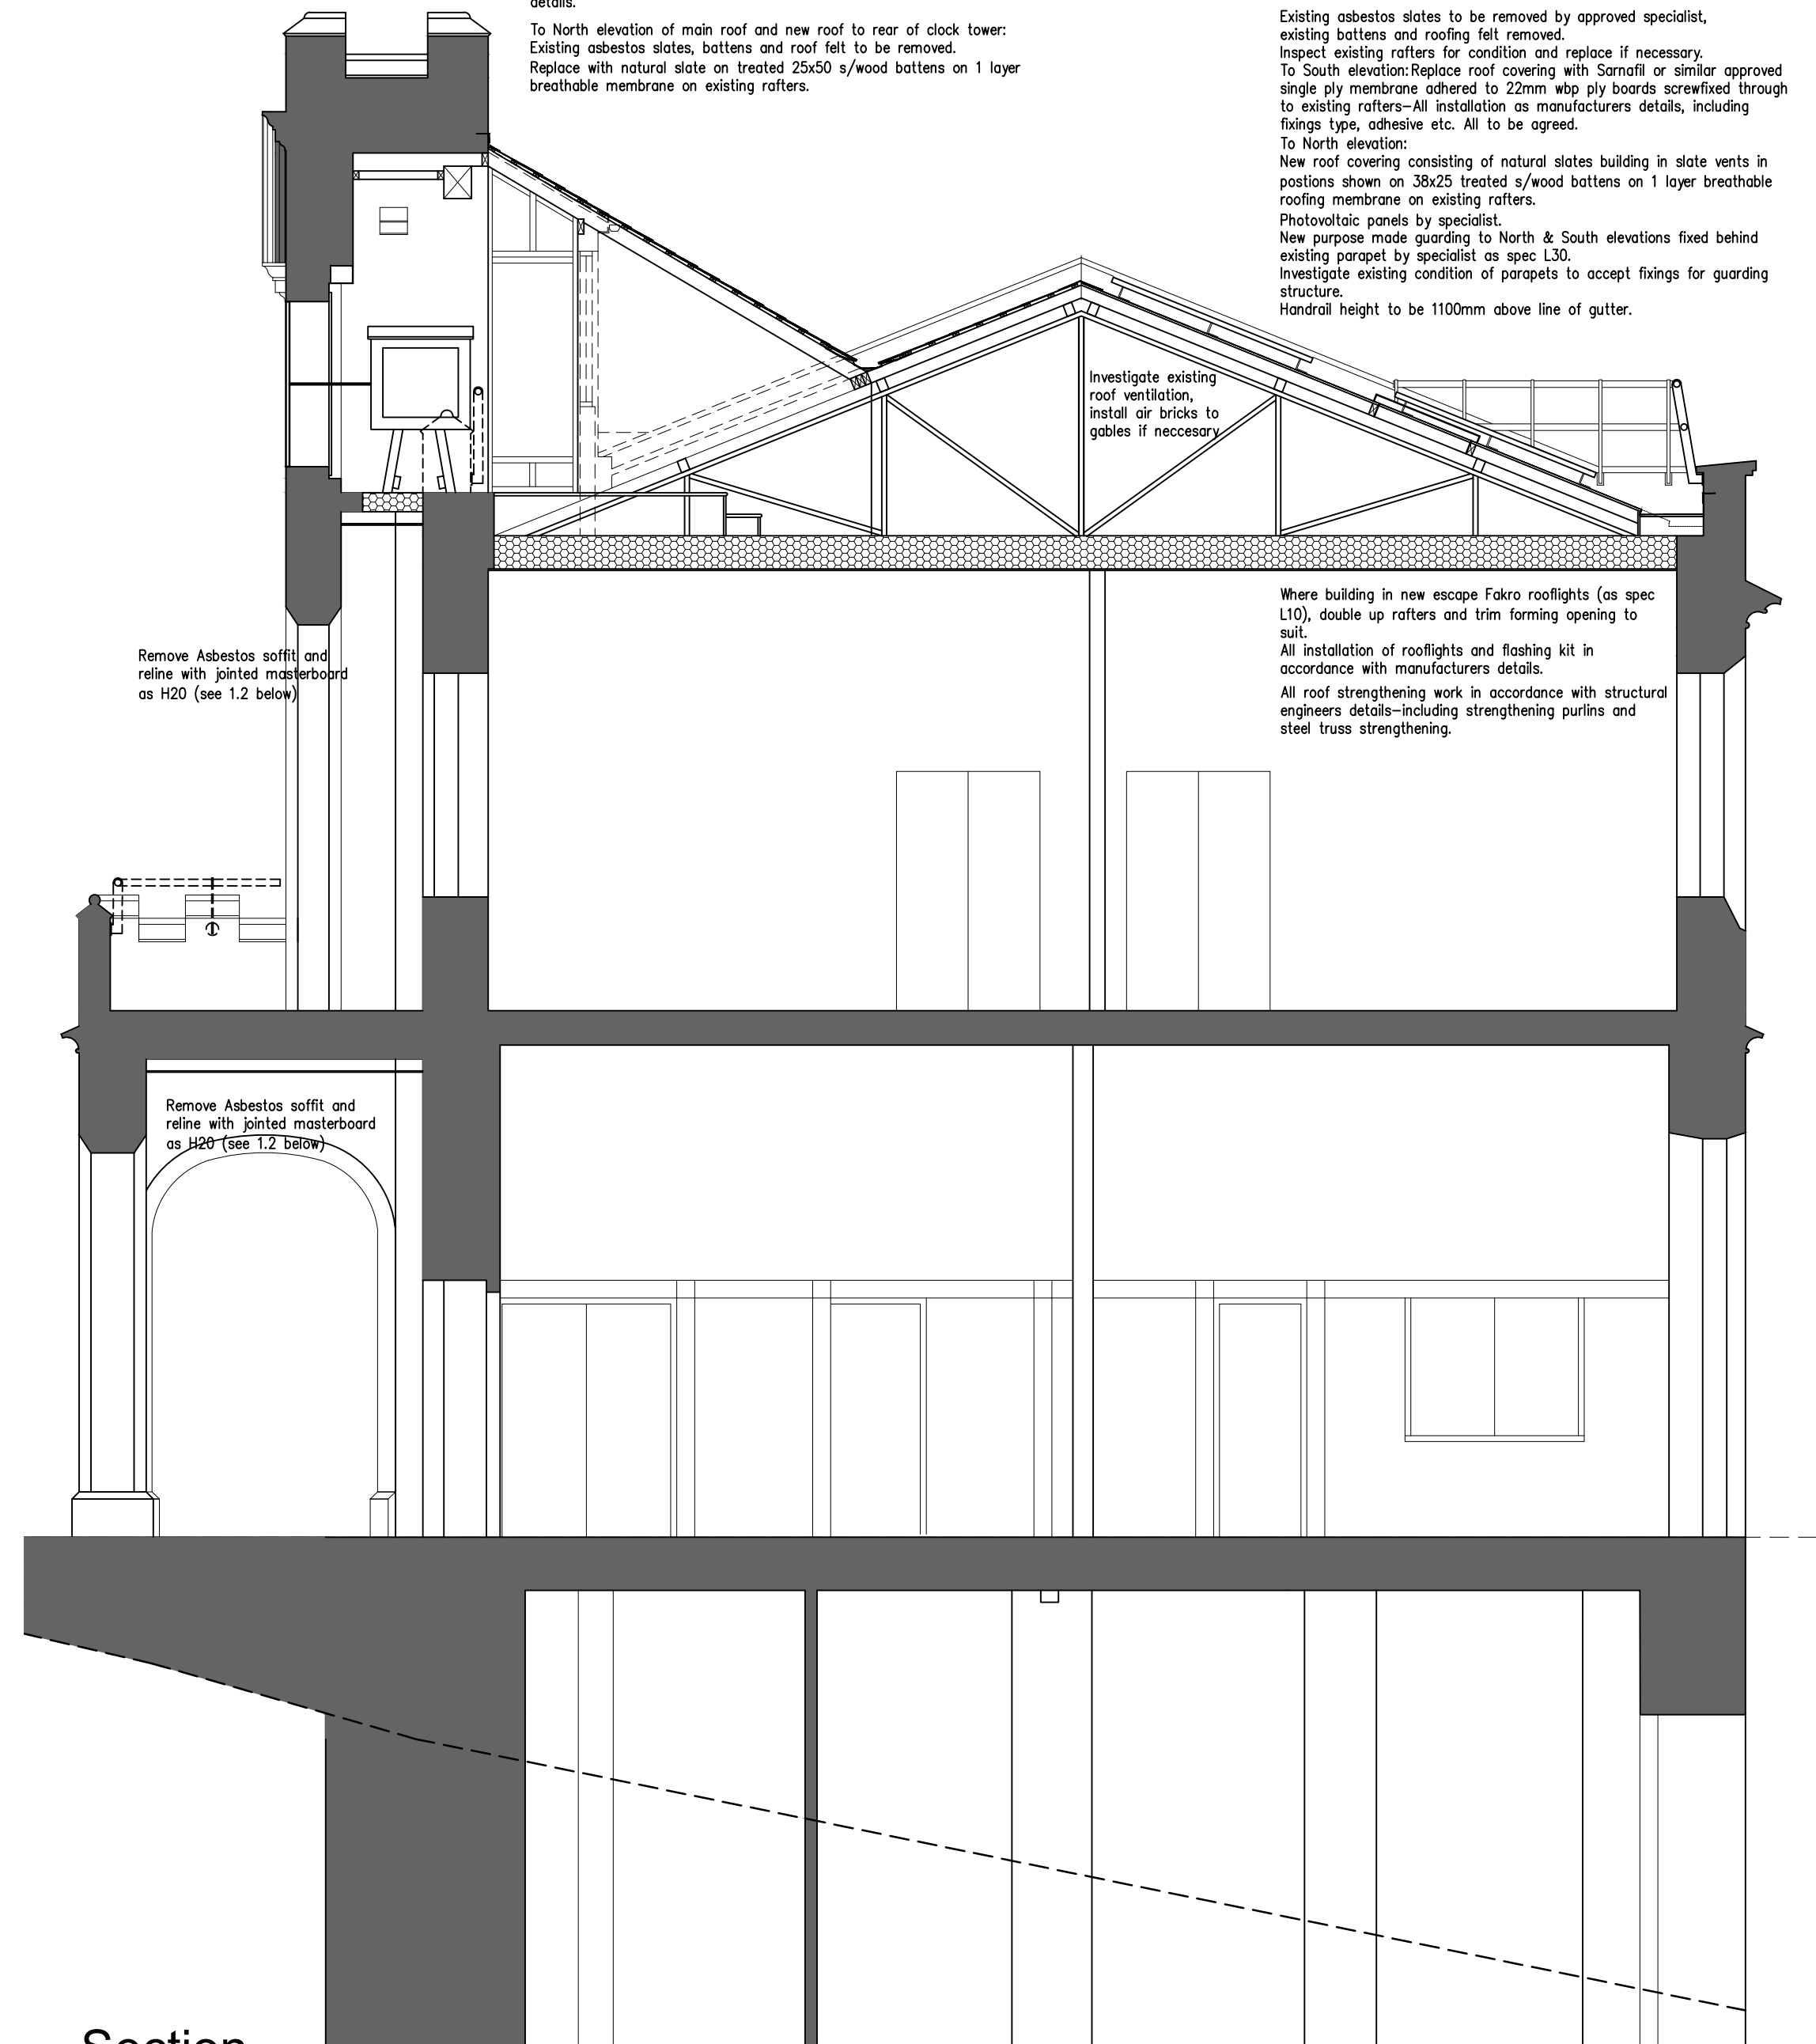 details.
To North elevation of main roof and new roof to rear of clock tower:
Existing asbestos slates, battens and roof felt to be removed.
Replace with natural slate on treated 25x50 s/wood battens on 1 layer
breathable membrane on existing rafters.
Existing asbestos slates to be removed by approved specialist,
existing battens and roofing felt removed.
Inspect existing rafters for condition and replace if necessary.
To South elevation: Replace roof covering with Sarnafil or similar approved
single ply membrane adhered to 22mm wbp ply boards screwfixed through
to existing rafters—All installation as manufacturers details, including
fixings type, adhesive etc. All to be agreed.
To North elevation:
New roof covering consisting of natural slates building in slate vents in
postions shown on 38x25 treated s/wood battens on 1 layer breathable
roofing membrane on existing rafters.
Photovoltaic panels by specialist.
New purpose made guarding to North & South elevations fixed behind
existing parapet by specialist as spec L30.
Investigate existing condition of parapets to accept fixings for guarding
structure.
Handrail height to be 1100mm above line of gutter.
Investigate existing
roof ventilation,
install air bricks to
gables if neccesary
Where building in new escape Fakro rooflights (as spec
L10), double up rafters and trim forming opening to
suit.
All installation of rooflights and flashing kit in
accordance with manufacturers details.
All roof strengthening work in accordance with structural
engineers details—including strengthening purlins and
steel truss strengthening.
Remove Asbestos soffit and
reline with jointed masterboard
as H20 (see 1.2 below)
Remove Asbestos soffit and
reline with jointed masterboard
as H20 (see 1.2 below)
Section